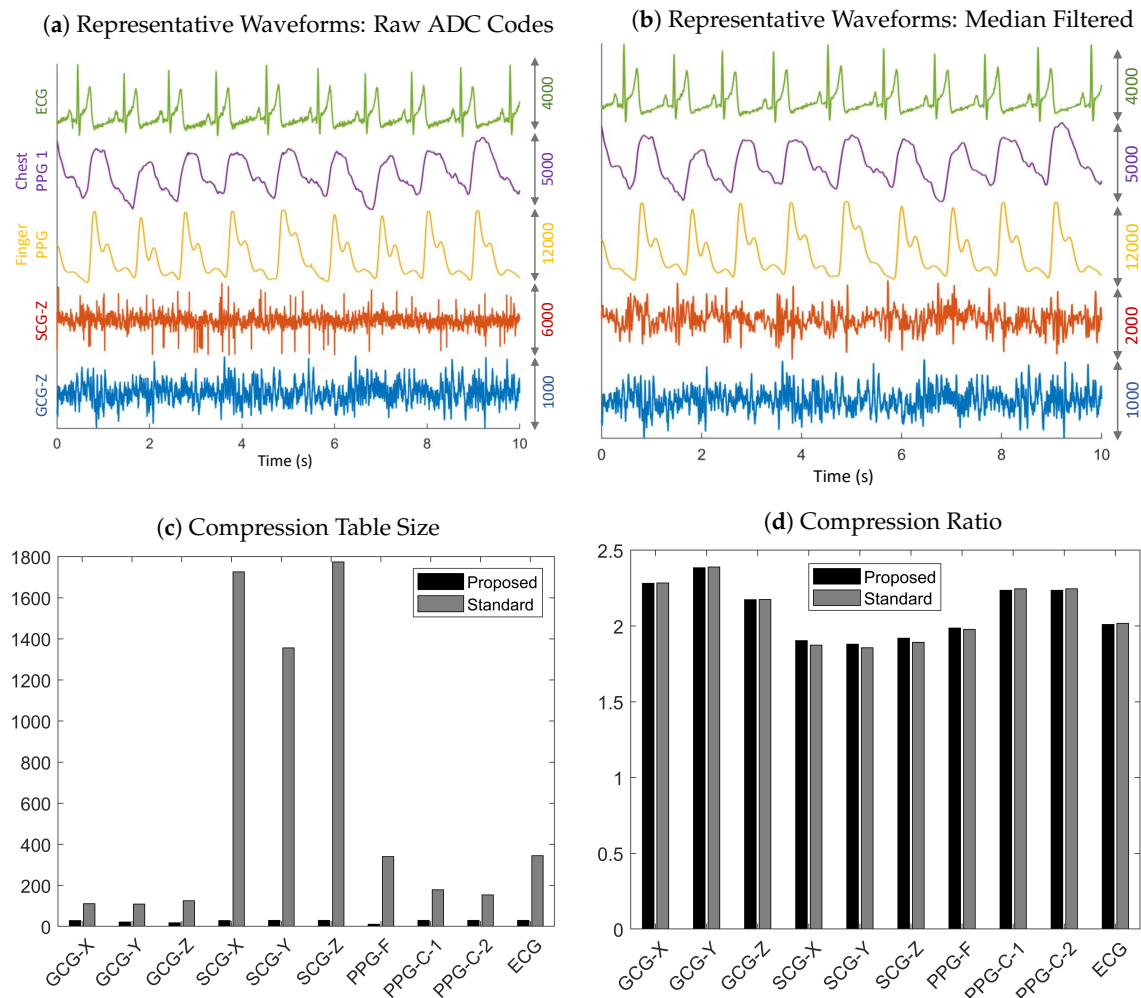 (a) Representative Waveforms: Raw ADC Codes
ECG
4000
Chest
PPG 1
5000
Finger
PPG
12000
SCG-Z
6000
GCG-Z
1000
0 2 4 6 8 10
Time (s)
(b) Representative Waveforms: Median Filtered
4000
5000
12000
2000
1000
0 2 4 6 8 10
Time (s)
(c) Compression Table Size
1800
1600
1400
1200
1000
800
600
400
200
0
Proposed
Standard
GCG-X GCG-Y GCG-Z SCG-X SCG-Y SCG-Z PPG-F PPG-C-1 PPG-C-2 ECG
(d) Compression Ratio
2.5
2
1.5
1
0.5
0
Proposed
Standard
GCG-X GCG-Y GCG-Z SCG-X SCG-Y SCG-Z PPG-F PPG-C-1 PPG-C-2 ECG